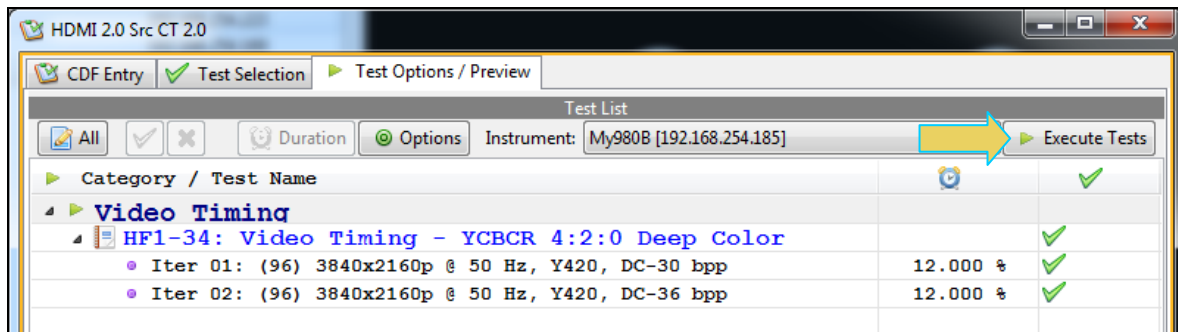 HDMI 2.0 Src CT 2.0
CDF Entry Test Selection Test Options / Preview
Test List
All Duration Options Instrument: My980B [192.168.254.185] Execute Tests
Category / Test Name
Video Timing
HF1-34: Video Timing - YCBCR 4:2:0 Deep Color
Iter 01: (96) 3840x2160p @ 50 Hz, Y420, DC-30 bpp 12.000 %
Iter 02: (96) 3840x2160p @ 50 Hz, Y420, DC-36 bpp 12.000 %